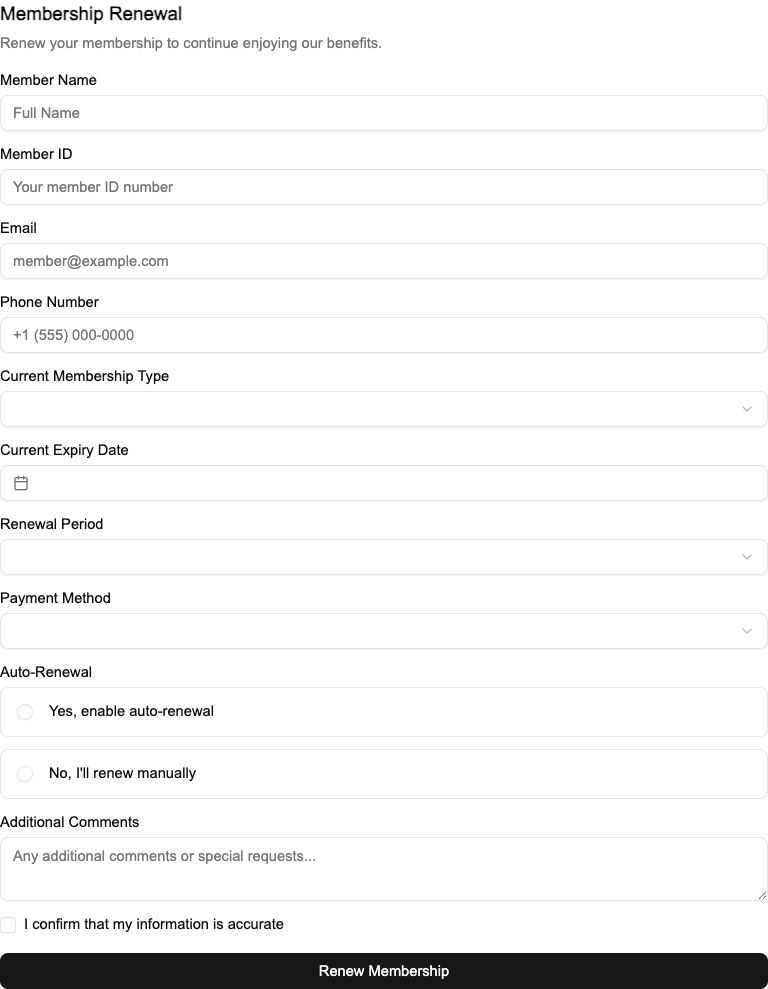 Membership Renewal
Renew your membership to continue enjoying our benefits.
Member Name
Full Name
Member ID
Your member ID number
Email
member@example.com
Phone Number
+1 (555) 000-0000
Current Membership Type
Current Expiry Date
Renewal Period
Payment Method
Auto-Renewal
Yes, enable auto-renewal
No, I'll renew manually
Additional Comments
Any additional comments or special requests...
I confirm that my information is accurate
Renew Membership